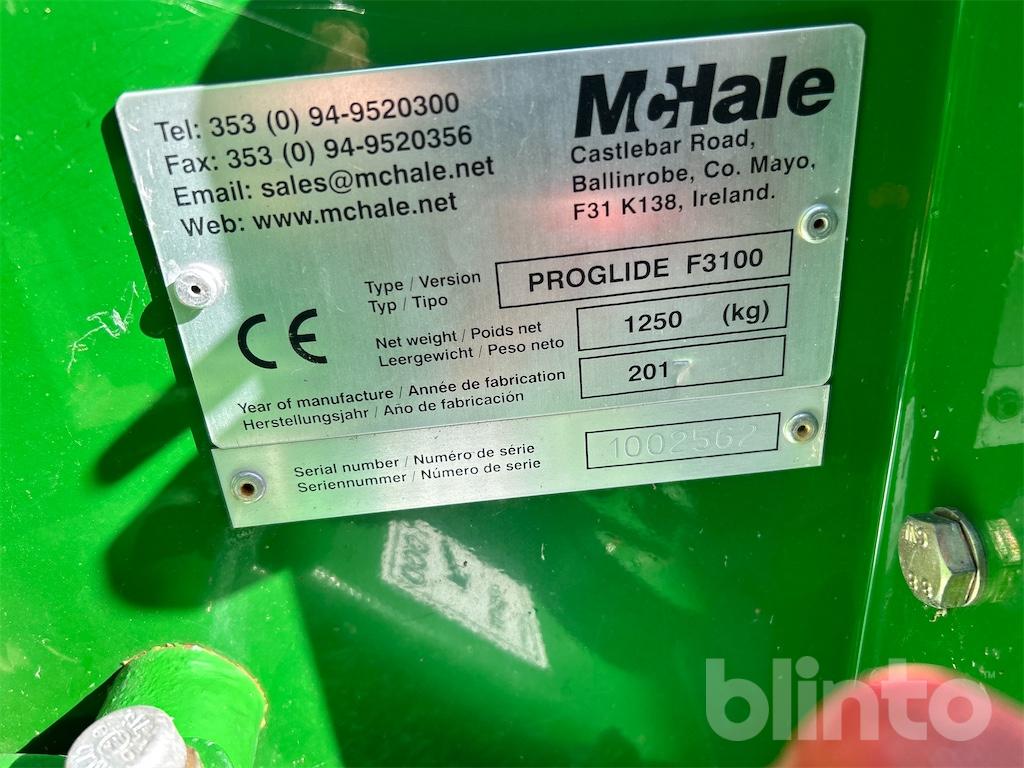 McHale
Castlebar Road,
Ballinrobe, Co. Mayo,
F31 K138, Ireland.
Tel: 353 (0) 94-9520300
Fax: 353 (0) 94-9520356
Email: sales@mchale.net
Web: www.mchale.net
Type / Version
Typ / Tipo
PROGLIDE F3100
Net weight / Poids net
Leergewicht / Peso neto
1250 (kg)
CE
Year of manufacture / Année de fabrication
Herstellungsjahr / Año de fabricación
2017
Serial number / Numéro de série
Seriennummer / Número de serie
1002562
blinto™